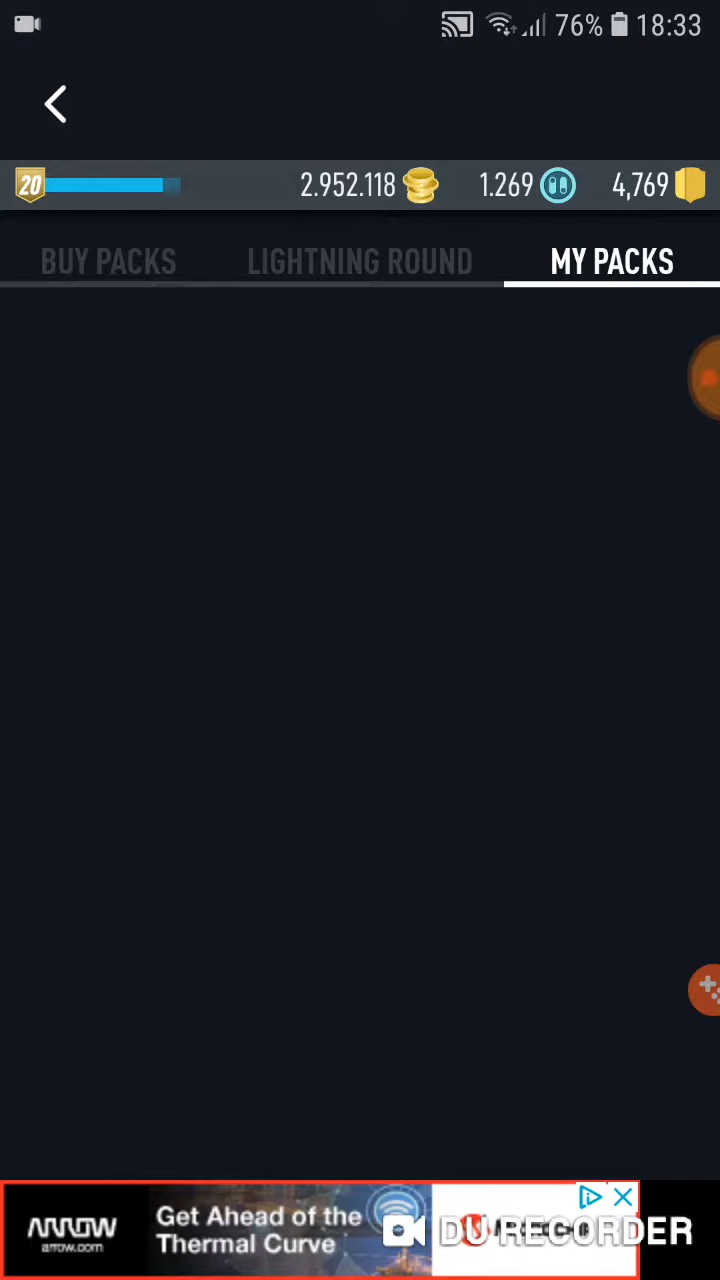 76% 18:33
20 2.952.118 1.269 4,769
BUY PACKS LIGHTNING ROUND MY PACKS
ARROW
arrow.com
Get Ahead of the
Thermal Curve
DU RECORDER